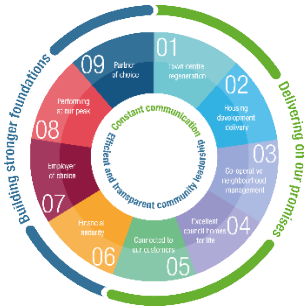 Delivering on our promises
Building stronger foundations
Constant communication
Efficient and transparent community leadership
01
Town centre
regeneration
02
Housing
development
delivery
03
Co-operative
neighbourhood
management
04
Excellent
council homes
for life
05
Connected to
our customers
06
Financial
security
07
Employer
of choice
08
Performing
at our peak
09
Partner
of choice